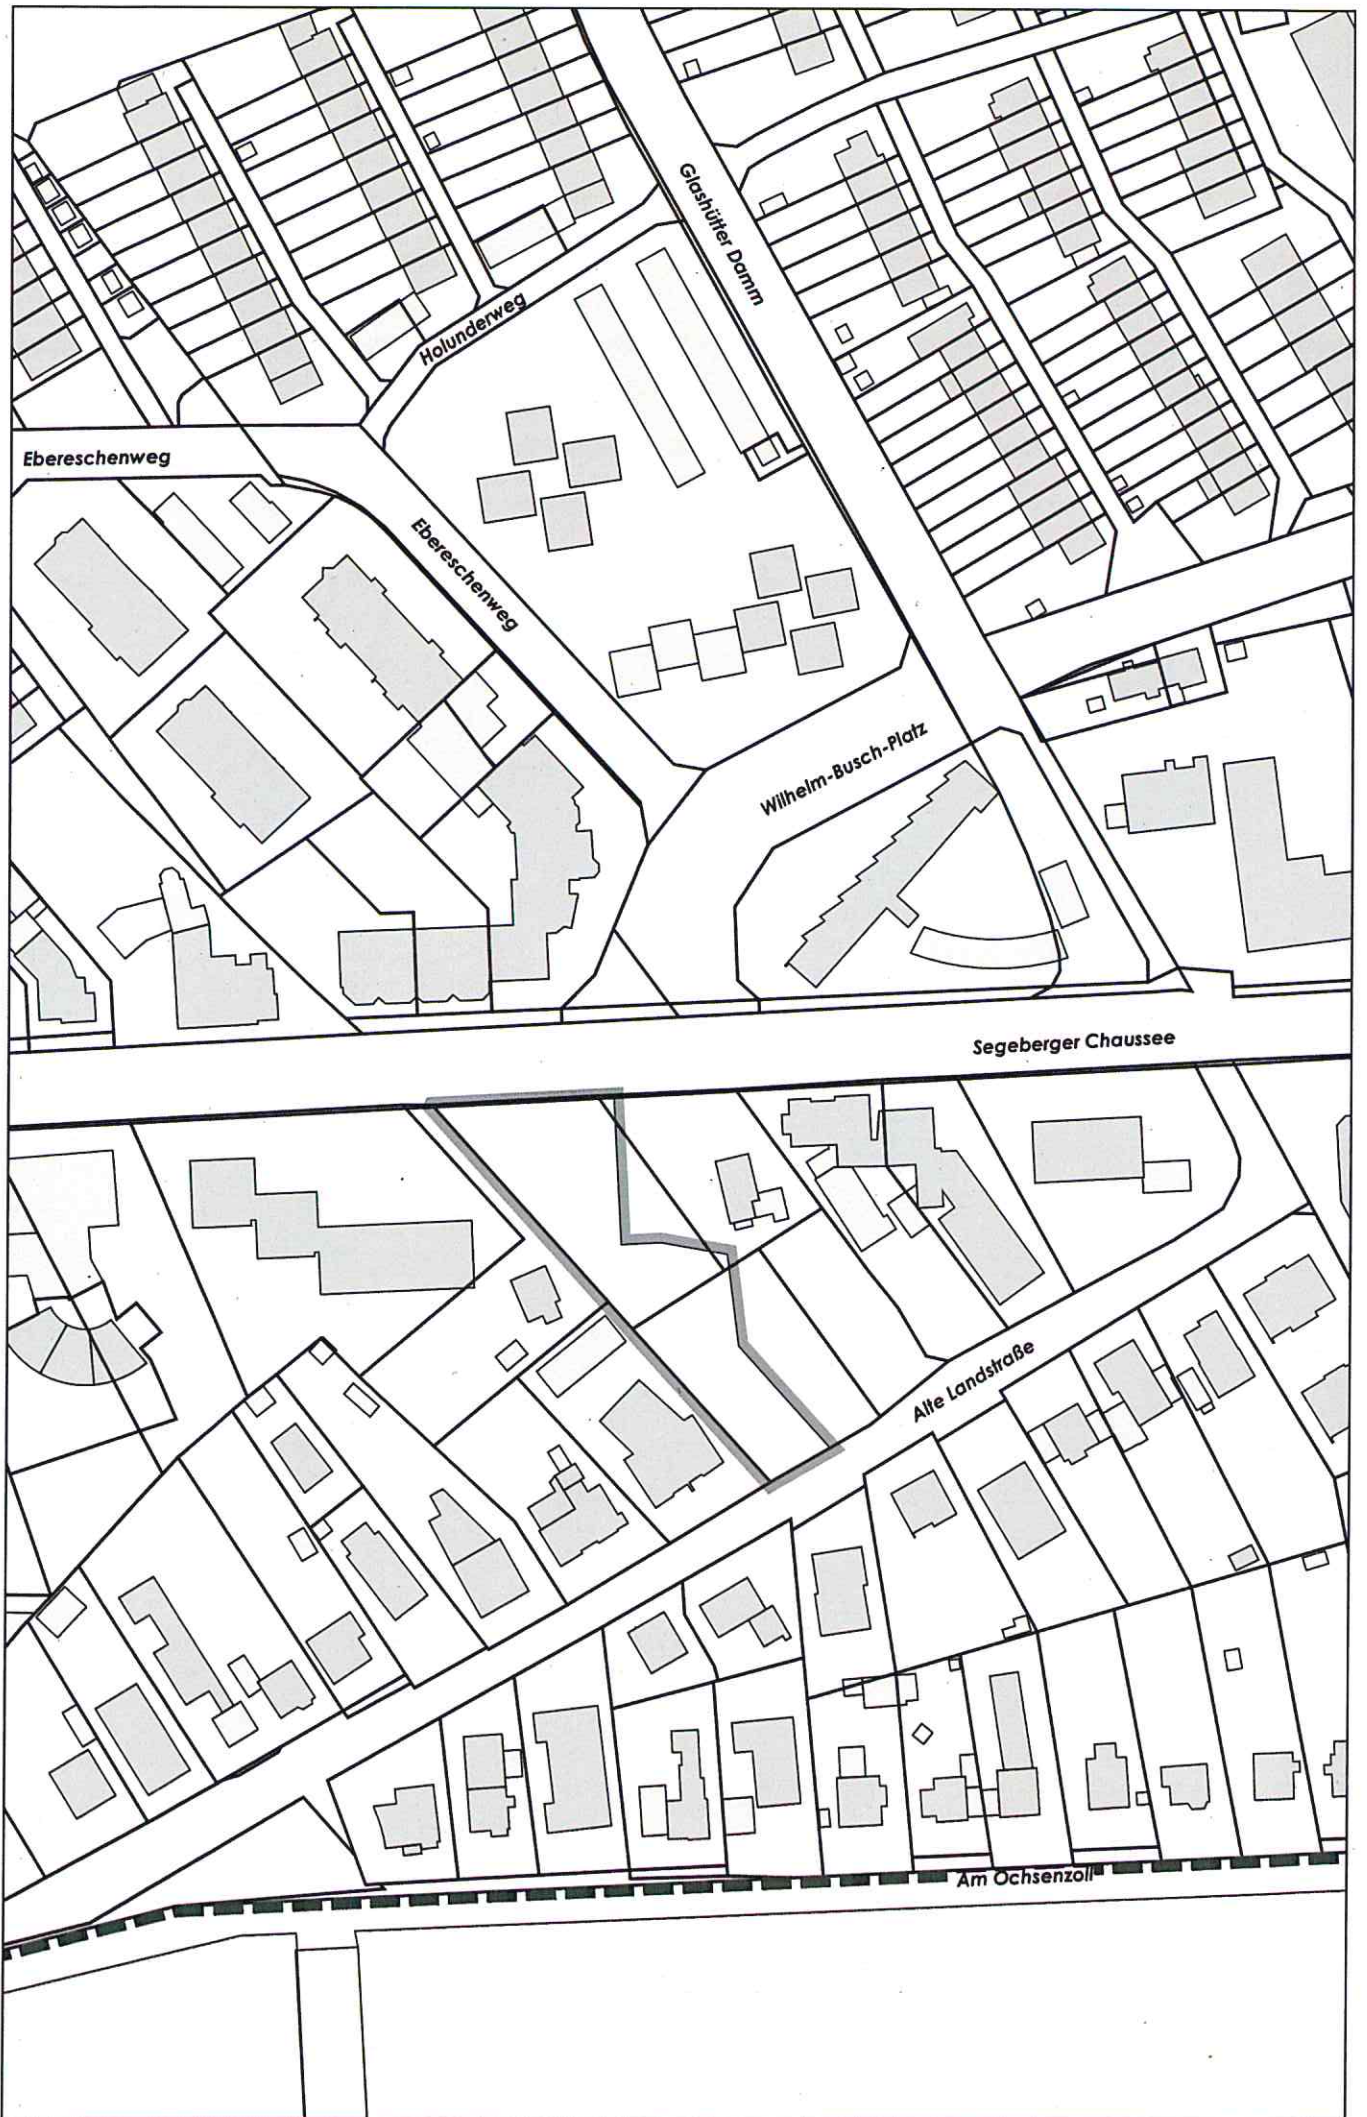 Glashütter Damm
Holunderweg
Ebereschenweg
Ebereschenweg
Wilhelm-Busch-Platz
Segeberger Chaussee
Alte Landstraße
Am Ochsenzoll